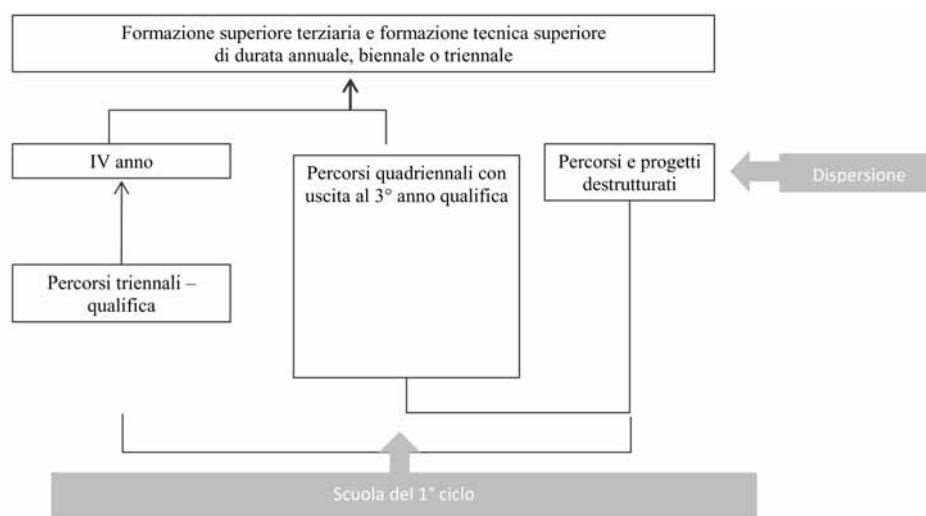 Formazione superiore terziaria e formazione tecnica superiore
di durata annuale, biennale o triennale
IV anno
Percorsi quadriennali con
uscita al 3° anno qualifica
Percorsi e progetti
destrutturati
Dispersione
Percorsi triennali –
qualifica
Scuola del 1° ciclo